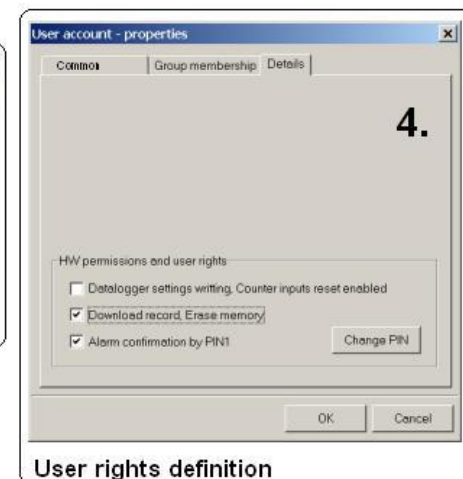 User account - properties
Common Group membership Details
4.
HW permissions and user rights
Datalogger settings writting, Counter inputs reset enabled
Download record, Erase memory
Alarm confirmation by PIN1
Change PIN
OK Cancel
User rights definition